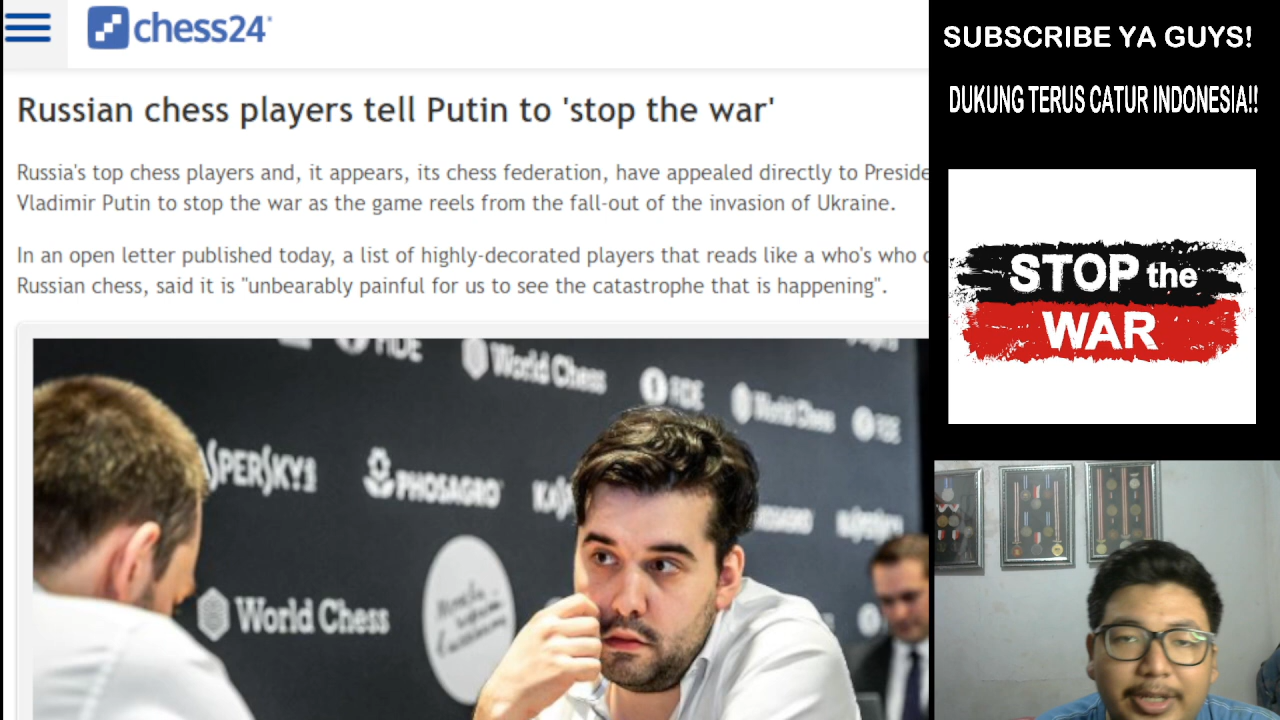 chess24
Russian chess players tell Putin to 'stop the war'
Russia's top chess players and, it appears, its chess federation, have appealed directly to Preside
Vladimir Putin to stop the war as the game reels from the fall-out of the invasion of Ukraine.
In an open letter published today, a list of highly-decorated players that reads like a who's who
Russian chess, said it is "unbearably painful for us to see the catastrophe that is happening".
FIDE
World Chess
FIDE
World Chess
FIDE
PHOSAGRO
World Chess
SUBSCRIBE YA GUYS!
DUKUNG TERUS CATUR INDONESIA!!
STOP the
WAR